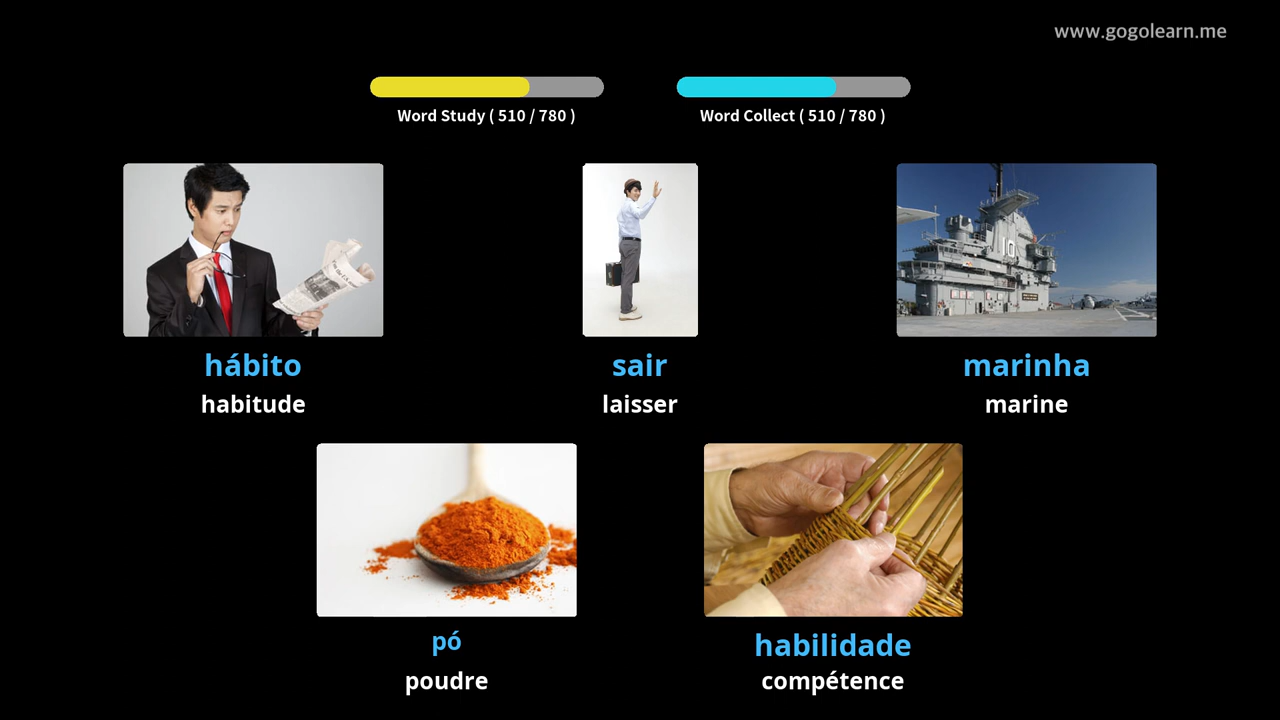 www.gogolearn.me
Word Study ( 510 / 780 )
Word Collect ( 510 / 780 )
hábito
habitude
sair
laisser
16
marinha
marine
pó
poudre
habilidade
compétence